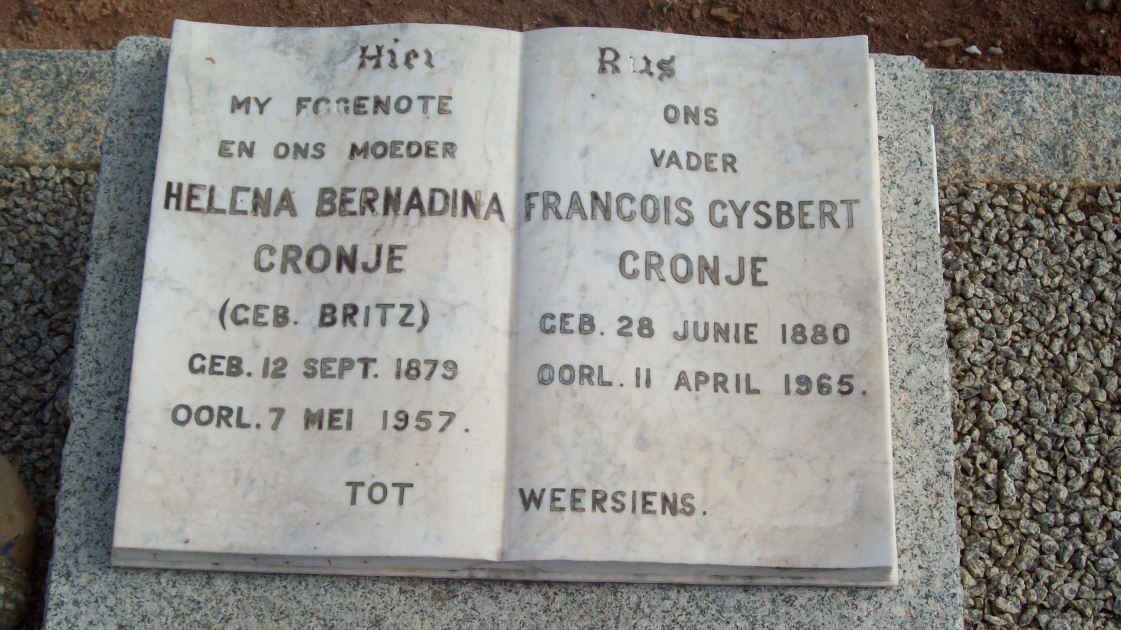 Hier
MY EGGENOTE
EN ONS MOEDER
HELENA BERNADINA
CRONJE
(GEB. BRITZ)
GEB. 12 SEPT. 1879
OORL. 7 MEI 1957.
TOT
Rus
ONS
VADER
FRANCOIS GYSBERT
CRONJE
GEB. 28 JUNIE 1880
OORL. 11 APRIL 1965.
WEERSIENS.